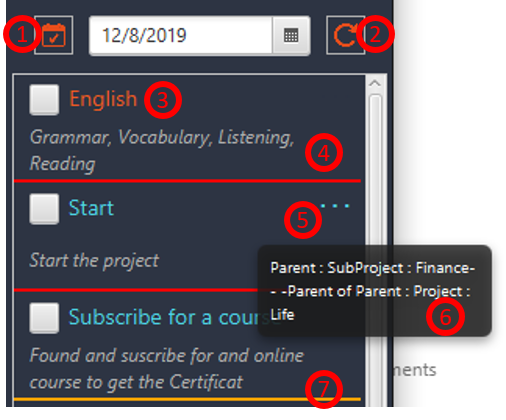 1
12/8/2019
2
English 3
Grammar, Vocabulary, Listening,
Reading
4
Start
5 ...
Start the project
Parent : SubProject : Finance-
- -Parent of Parent : Project :
Life
6
Subscribe for a cour
Found and suscribe for and online
course to get the Certificat
7
ments